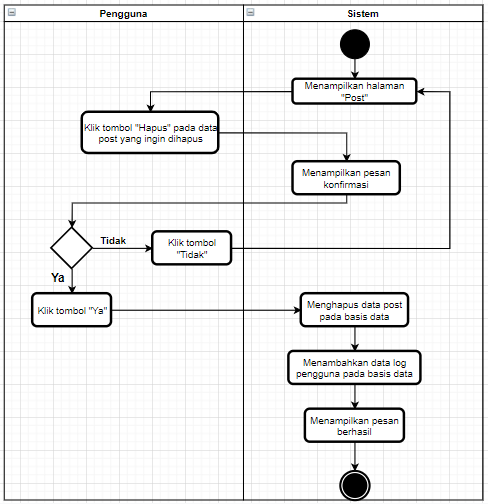 Pengguna
Sistem
Menampilkan halaman
"Post"
Klik tombol "Hapus" pada data
post yang ingin dihapus
Menampilkan pesan
konfirmasi
Tidak
Klik tombol
"Tidak"
Ya
Klik tombol "Ya"
Menghapus data post
pada basis data
Menambahkan data log
pengguna pada basis data
Menampilkan pesan
berhasil